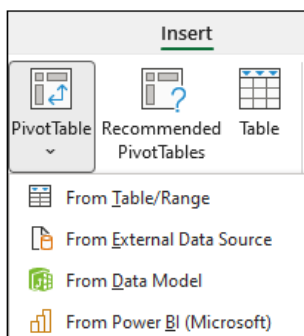 Insert
PivotTable Recommended Table
PivotTables
From Table/Range
From External Data Source
From Data Model
From Power BI (Microsoft)